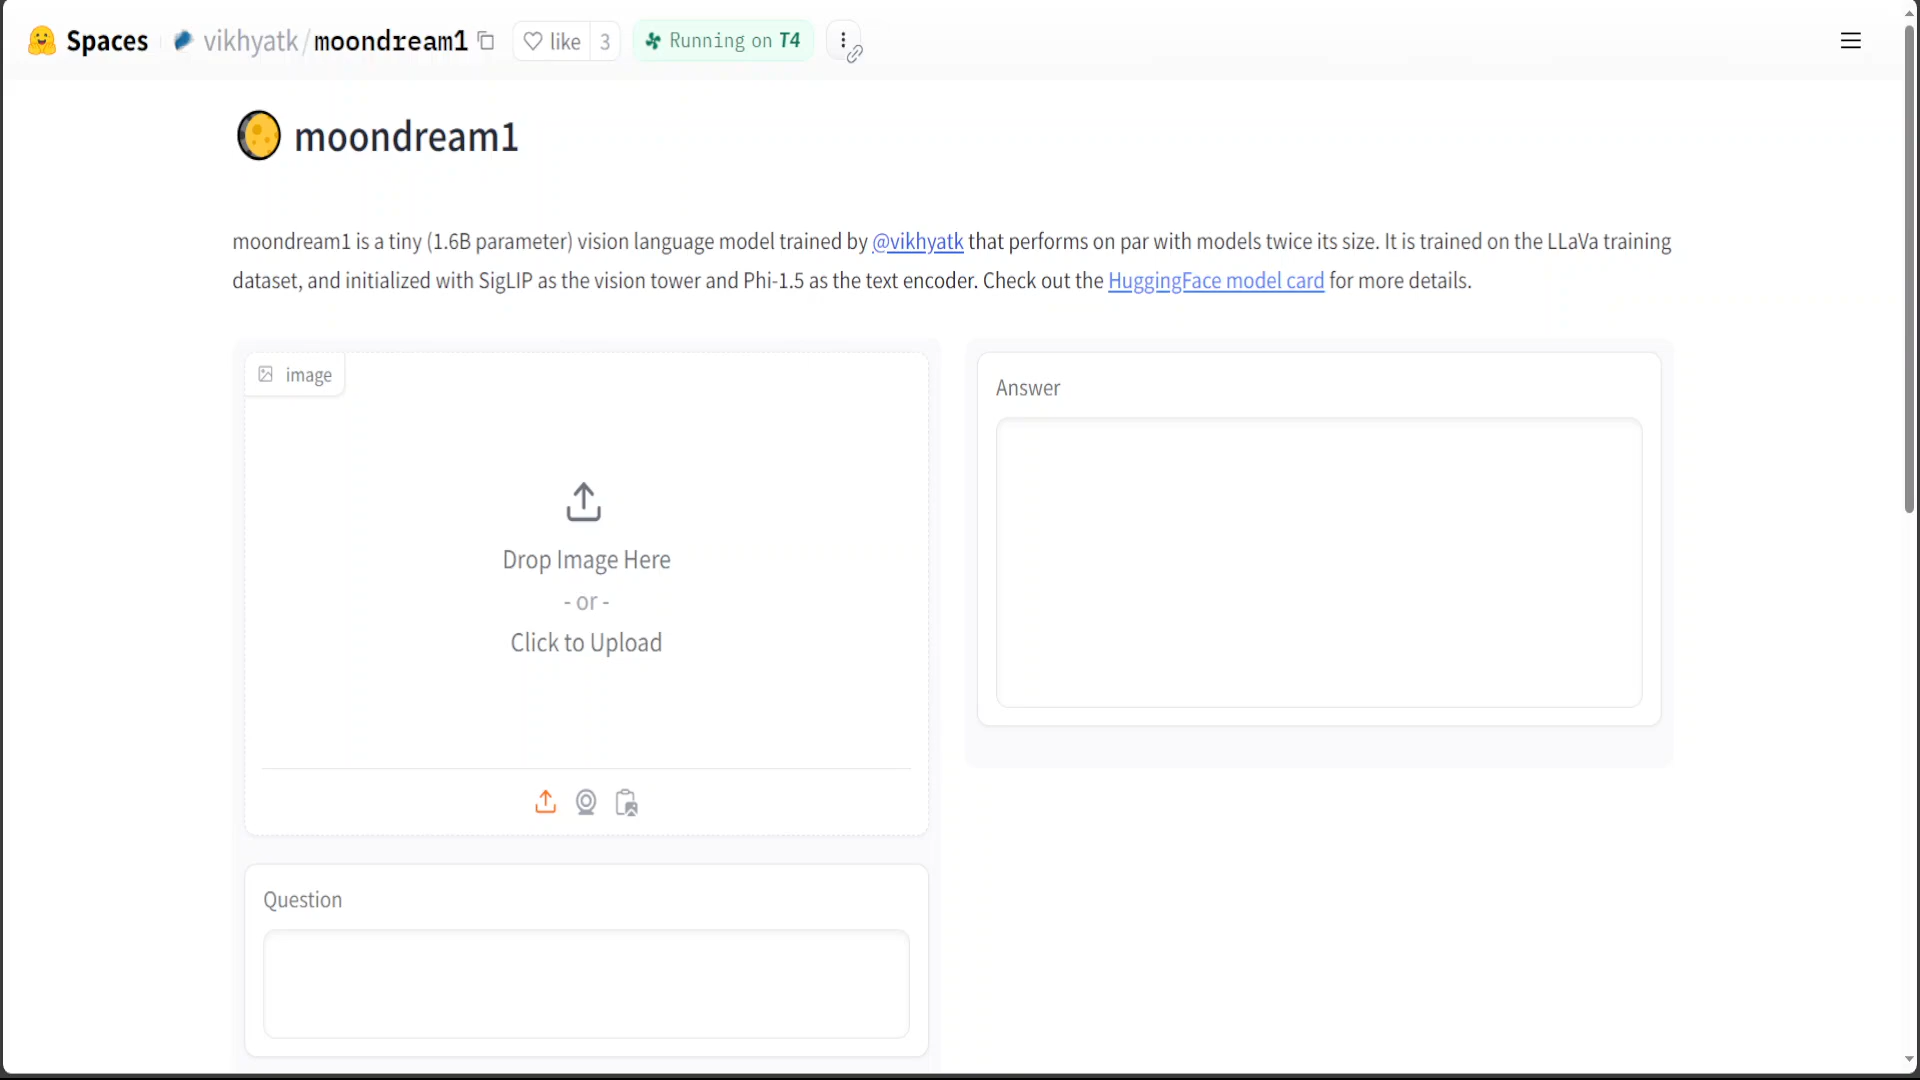 Spaces vikhyatk/moondream1 like 3 Running on T4
moondream1
moondream1 is a tiny (1.6B parameter) vision language model trained by @vikhyatk that performs on par with models twice its size. It is trained on the LLaVa training
dataset, and initialized with SigLIP as the vision tower and Phi-1.5 as the text encoder. Check out the HuggingFace model card for more details.
image
Drop Image Here
- or -
Click to Upload
Question
Answer